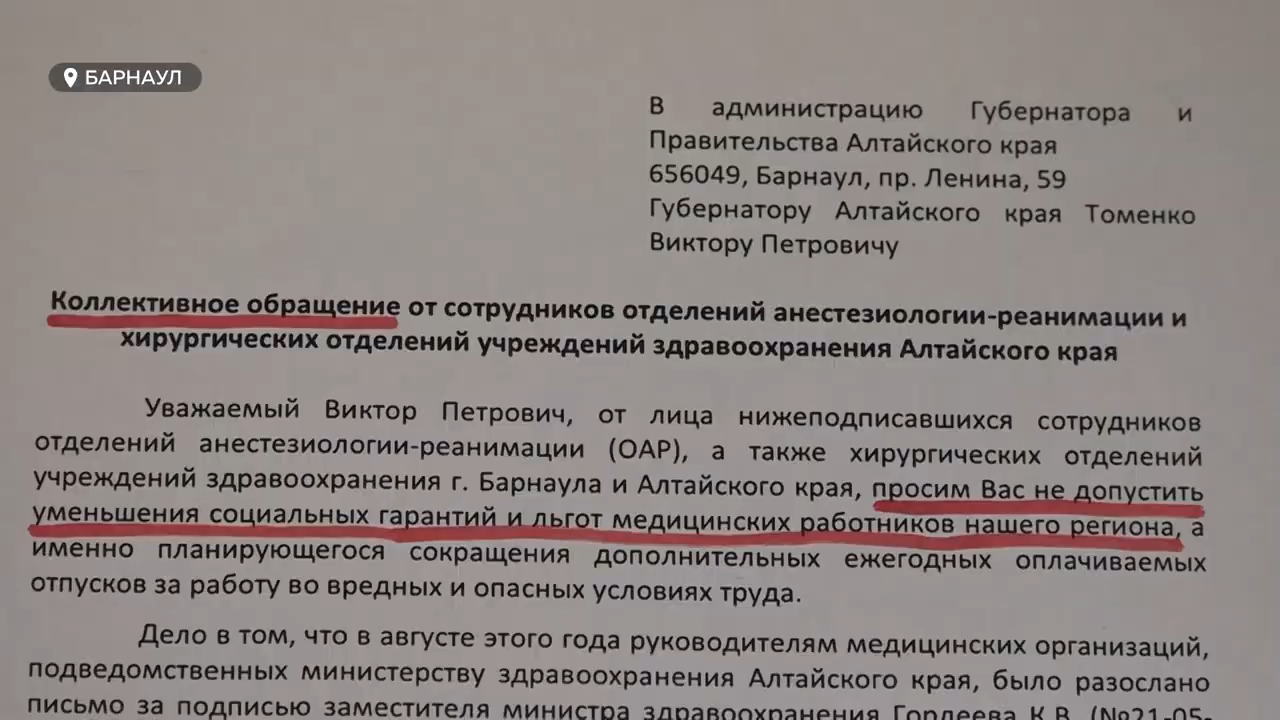 БАРНАУЛ
В администрацию Губернатора и
Правительства Алтайского края
656049, Барнаул, пр. Ленина, 59
Губернатору Алтайского края Томенко
Виктору Петровичу
Коллективное обращение от сотрудников отделений анестезиологии-реанимации и
хирургических отделений учреждений здравоохранения Алтайского края
Уважаемый Виктор Петрович, от лица нижеподписавшихся сотрудников
отделений анестезиологии-реанимации (ОАР), а также хирургических отделений
учреждений здравоохранения г. Барнаула и Алтайского края, просим Вас не допустить
уменьшения социальных гарантий и льгот медицинских работников нашего региона, а
именно планирующегося сокращения дополнительных ежегодных оплачиваемых
отпусков за работу во вредных и опасных условиях труда.
Дело в том, что в августе этого года руководителям медицинских организаций,
подведомственных министерству здравоохранения Алтайского края, было разослано
письмо за подписью заместителя министра здравоохранения Гордеева К.В. (№21-05-